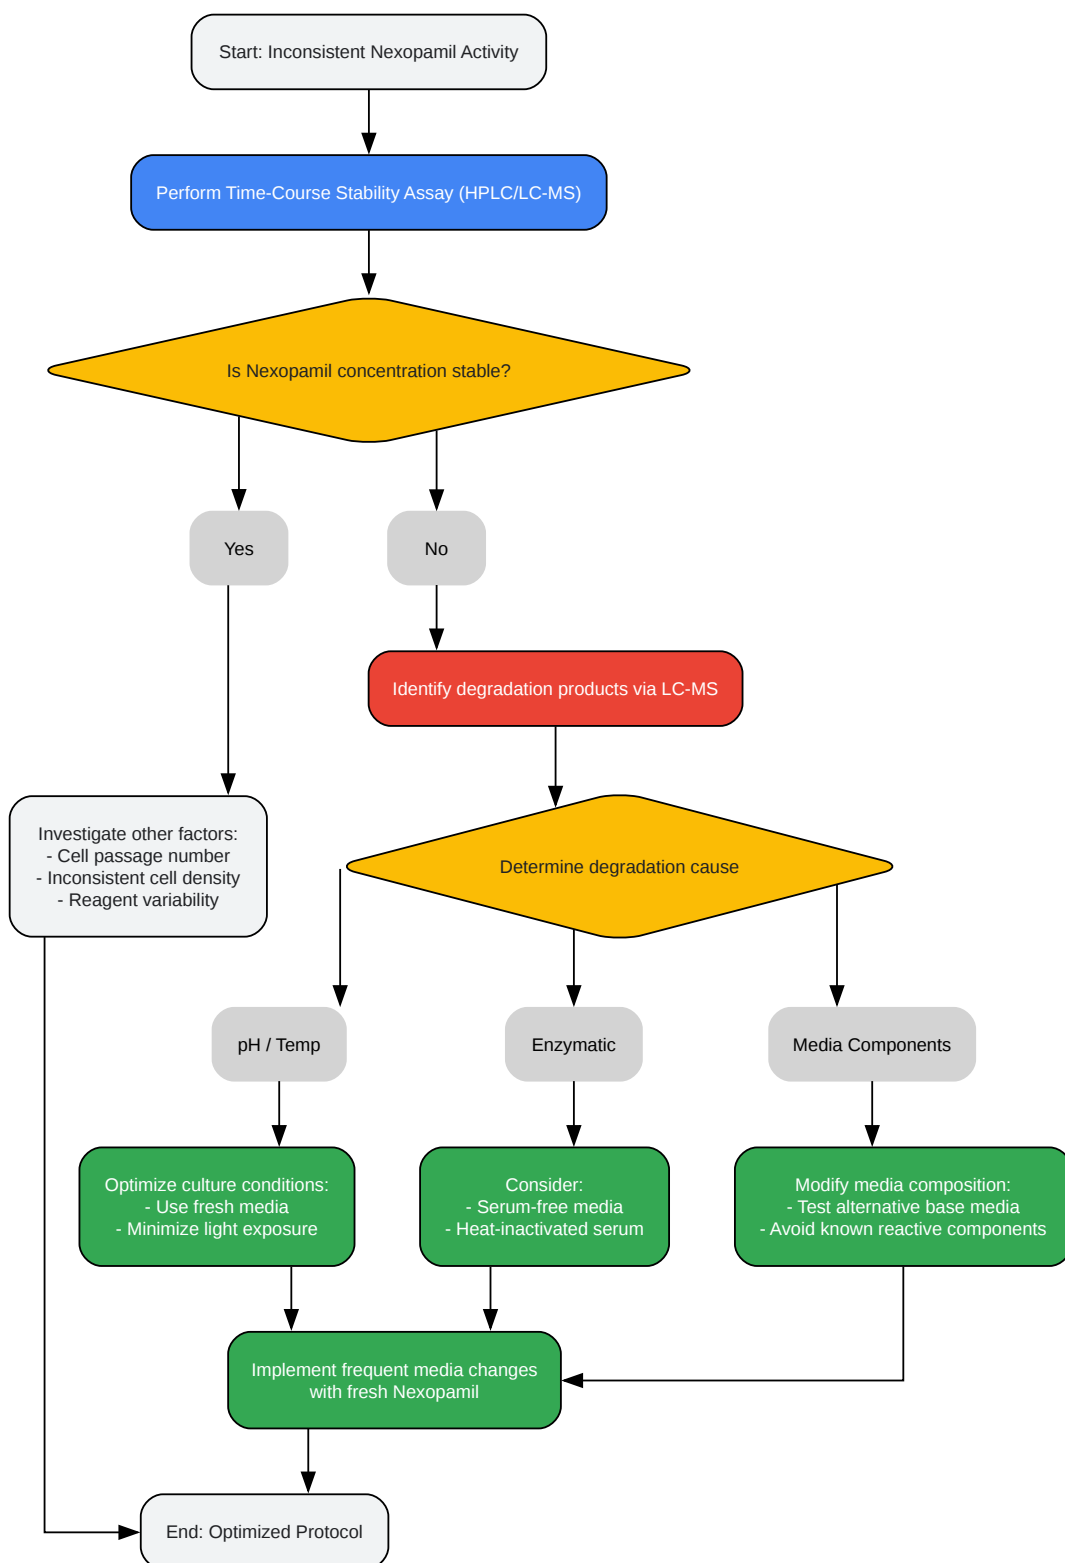 Start: Inconsistent Nexopamil Activity
Perform Time-Course Stability Assay (HPLC/LC-MS)
Is Nexopamil concentration stable?
Yes
No
Identify degradation products via LC-MS
Investigate other factors:
- Cell passage number
- Inconsistent cell density
- Reagent variability
Determine degradation cause
pH / Temp
Enzymatic
Media Components
Optimize culture conditions:
- Use fresh media
- Minimize light exposure
Consider:
- Serum-free media
- Heat-inactivated serum
Modify media composition:
- Test alternative base media
- Avoid known reactive components
Implement frequent media changes
with fresh Nexopamil
End: Optimized Protocol